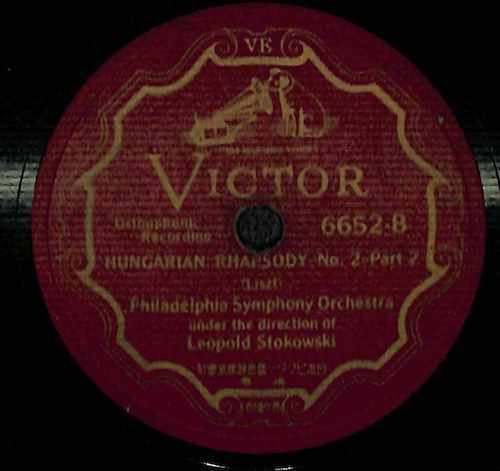 VE
VICTOR
Orthophonic
Recording
6652-B
HUNGARIAN RHAPSODY No. 2-Part 2
(Liszt)
Philadelphia Symphony Orchestra
under the direction of
Leopold Stokowski